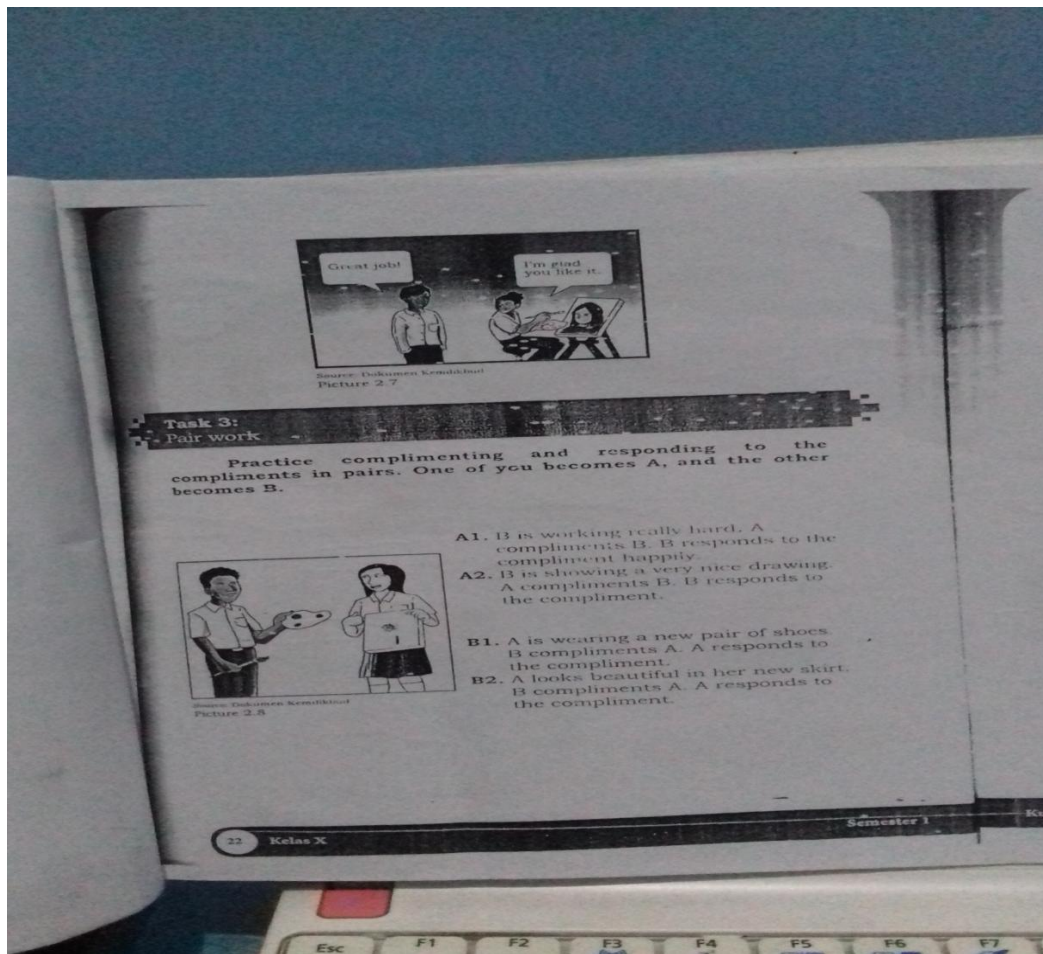 Great job!
I'm glad
you like it.
Source: Dokumen Kemdikbud
Picture 2.7
Task 3:
Pair work
Practice complimenting and responding to the
compliments in pairs. One of you becomes A, and the other
becomes B.
A1. B is working really hard. A
compliments B. B responds to the
compliment happily.
A2. B is showing a very nice drawing.
A compliments B. B responds to
the compliment.
B1. A is wearing a new pair of shoes.
B compliments A. A responds to
the compliment.
B2. A looks beautiful in her new skirt.
B compliments A. A responds to
the compliment.
Source: Dokumen Kemdikbud
Picture 2.8
22 Kelas X
Semester 1
Esc F1 F2 F3 F4 F5 F6 F7